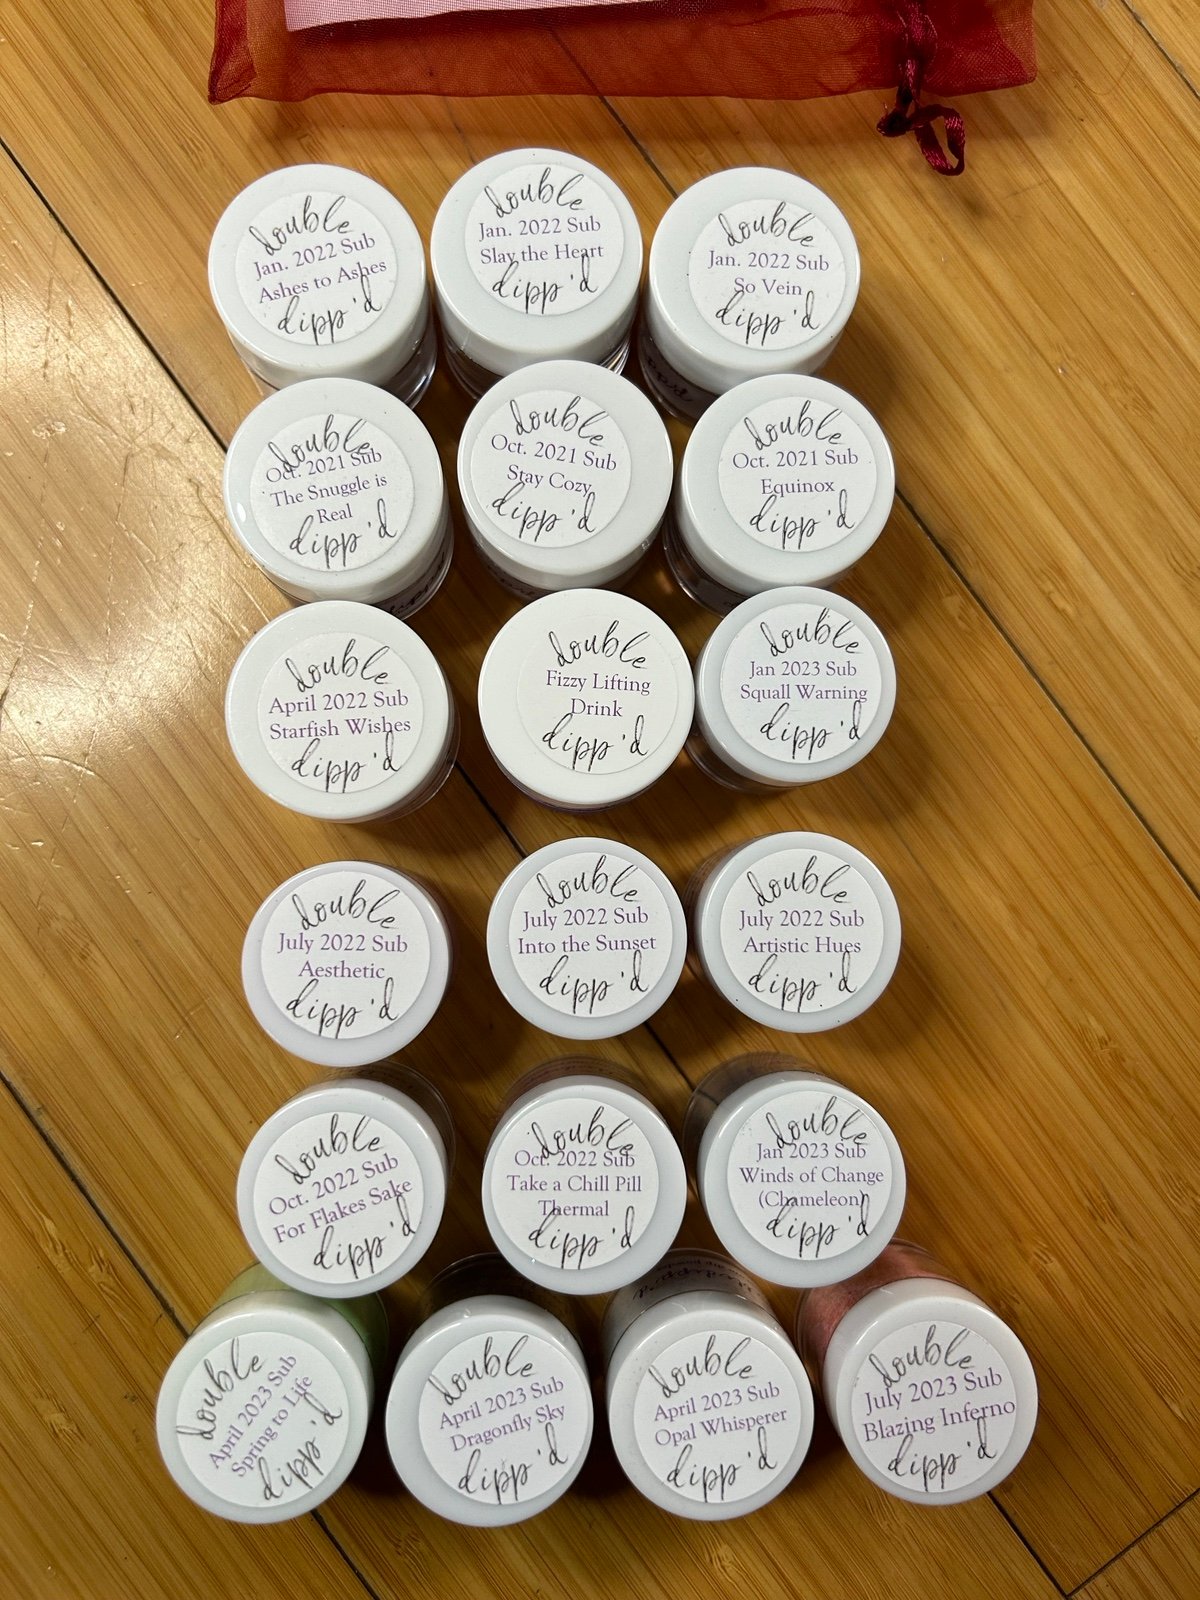 double
Jan. 2022 Sub
Ashes to Ashes
dipp'd
double
Jan. 2022 Sub
Slay the Heart
dipp'd
double
Jan. 2022 Sub
So Vein
dipp'd
double
Oct. 2021 Sub
The Snuggle is
Real
dipp'd
double
Oct. 2021 Sub
Stay Cozy
dipp'd
double
Oct. 2021 Sub
Equinox
dipp'd
double
April 2022 Sub
Starfish Wishes
dipp'd
double
Fizzy Lifting
Drink
dipp'd
double
Jan 2023 Sub
Squall Warning
dipp'd
double
July 2022 Sub
Aesthetic
dipp'd
double
July 2022 Sub
Into the Sunset
dipp'd
double
July 2022 Sub
Artistic Hues
dipp'd
double
Oct. 2022 Sub
For Flakes Sake
dipp'd
double
Oct. 2022 Sub
Take a Chill Pill
Thermal
dipp'd
double
Jan 2023 Sub
Winds of Change
(Chameleon)
dipp'd
double
April 2023 Sub
Spring to Life
dipp'd
double
April 2023 Sub
Dragonfly Sky
dipp'd
double
April 2023 Sub
Opal Whisperer
dipp'd
double
July 2023 Sub
Blazing Inferno
dipp'd